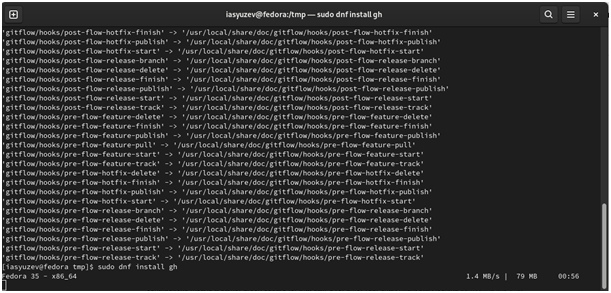 iasyuzev@fedora:/tmp — sudo dnf install gh
'gitflow/hooks/post-flow-hotfix-finish' -> '/usr/local/share/doc/gitflow/hooks/post-flow-hotfix-finish'
'gitflow/hooks/post-flow-hotfix-publish' -> '/usr/local/share/doc/gitflow/hooks/post-flow-hotfix-publish'
'gitflow/hooks/post-flow-hotfix-start' -> '/usr/local/share/doc/gitflow/hooks/post-flow-hotfix-start'
'gitflow/hooks/post-flow-release-branch' -> '/usr/local/share/doc/gitflow/hooks/post-flow-release-branch'
'gitflow/hooks/post-flow-release-delete' -> '/usr/local/share/doc/gitflow/hooks/post-flow-release-delete'
'gitflow/hooks/post-flow-release-finish' -> '/usr/local/share/doc/gitflow/hooks/post-flow-release-finish'
'gitflow/hooks/post-flow-release-publish' -> '/usr/local/share/doc/gitflow/hooks/post-flow-release-publish'
'gitflow/hooks/post-flow-release-start' -> '/usr/local/share/doc/gitflow/hooks/post-flow-release-start'
'gitflow/hooks/post-flow-release-track' -> '/usr/local/share/doc/gitflow/hooks/post-flow-release-track'
'gitflow/hooks/pre-flow-feature-delete' -> '/usr/local/share/doc/gitflow/hooks/pre-flow-feature-delete'
'gitflow/hooks/pre-flow-feature-finish' -> '/usr/local/share/doc/gitflow/hooks/pre-flow-feature-finish'
'gitflow/hooks/pre-flow-feature-publish' -> '/usr/local/share/doc/gitflow/hooks/pre-flow-feature-publish'
'gitflow/hooks/pre-flow-feature-pull' -> '/usr/local/share/doc/gitflow/hooks/pre-flow-feature-pull'
'gitflow/hooks/pre-flow-feature-start' -> '/usr/local/share/doc/gitflow/hooks/pre-flow-feature-start'
'gitflow/hooks/pre-flow-feature-track' -> '/usr/local/share/doc/gitflow/hooks/pre-flow-feature-track'
'gitflow/hooks/pre-flow-hotfix-delete' -> '/usr/local/share/doc/gitflow/hooks/pre-flow-hotfix-delete'
'gitflow/hooks/pre-flow-hotfix-finish' -> '/usr/local/share/doc/gitflow/hooks/pre-flow-hotfix-finish'
'gitflow/hooks/pre-flow-hotfix-publish' -> '/usr/local/share/doc/gitflow/hooks/pre-flow-hotfix-publish'
'gitflow/hooks/pre-flow-hotfix-start' -> '/usr/local/share/doc/gitflow/hooks/pre-flow-hotfix-start'
'gitflow/hooks/pre-flow-release-branch' -> '/usr/local/share/doc/gitflow/hooks/pre-flow-release-branch'
'gitflow/hooks/pre-flow-release-delete' -> '/usr/local/share/doc/gitflow/hooks/pre-flow-release-delete'
'gitflow/hooks/pre-flow-release-finish' -> '/usr/local/share/doc/gitflow/hooks/pre-flow-release-finish'
'gitflow/hooks/pre-flow-release-publish' -> '/usr/local/share/doc/gitflow/hooks/pre-flow-release-publish'
'gitflow/hooks/pre-flow-release-start' -> '/usr/local/share/doc/gitflow/hooks/pre-flow-release-start'
'gitflow/hooks/pre-flow-release-track' -> '/usr/local/share/doc/gitflow/hooks/pre-flow-release-track'
[iasyuzev@fedora tmp]$ sudo dnf install gh
Fedora 35 - x86_64 1.4 MB/s | 79 MB 00:56